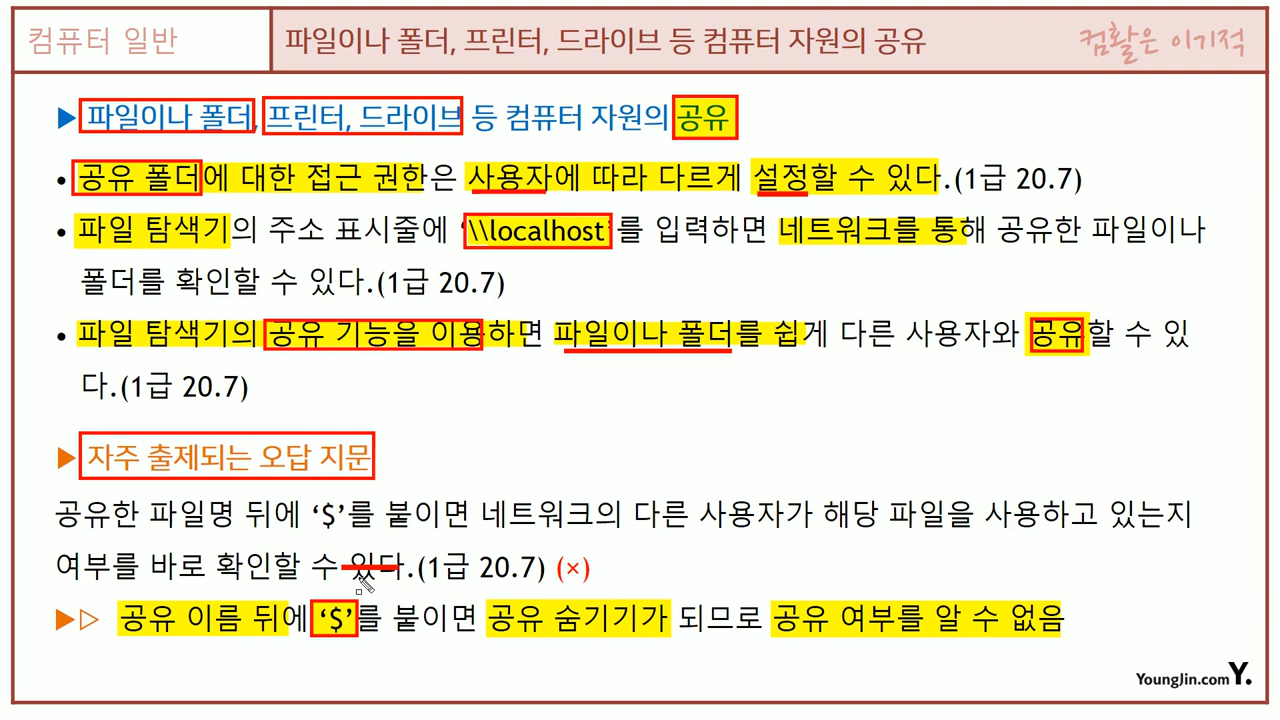 컴퓨터 일반
파일이나 폴더, 프린터, 드라이브 등 컴퓨터 자원의 공유
컴활은 이기적
▶ 파일이나 폴더, 프린터, 드라이브 등 컴퓨터 자원의 공유
• 공유 폴더에 대한 접근 권한은 사용자에 따라 다르게 설정할 수 있다.(1급 20.7)
• 파일 탐색기의 주소 표시줄에 ‘\\localhost’를 입력하면 네트워크를 통해 공유한 파일이나
폴더를 확인할 수 있다.(1급 20.7)
• 파일 탐색기의 공유 기능을 이용하면 파일이나 폴더를 쉽게 다른 사용자와 공유할 수 있
다.(1급 20.7)
▶ 자주 출제되는 오답 지문
공유한 파일명 뒤에 ‘$’를 붙이면 네트워크의 다른 사용자가 해당 파일을 사용하고 있는지
여부를 바로 확인할 수 있다.(1급 20.7) (×)
▶▷ 공유 이름 뒤에 ‘$’를 붙이면 공유 숨기기가 되므로 공유 여부를 알 수 없음
YoungJin.com Y.